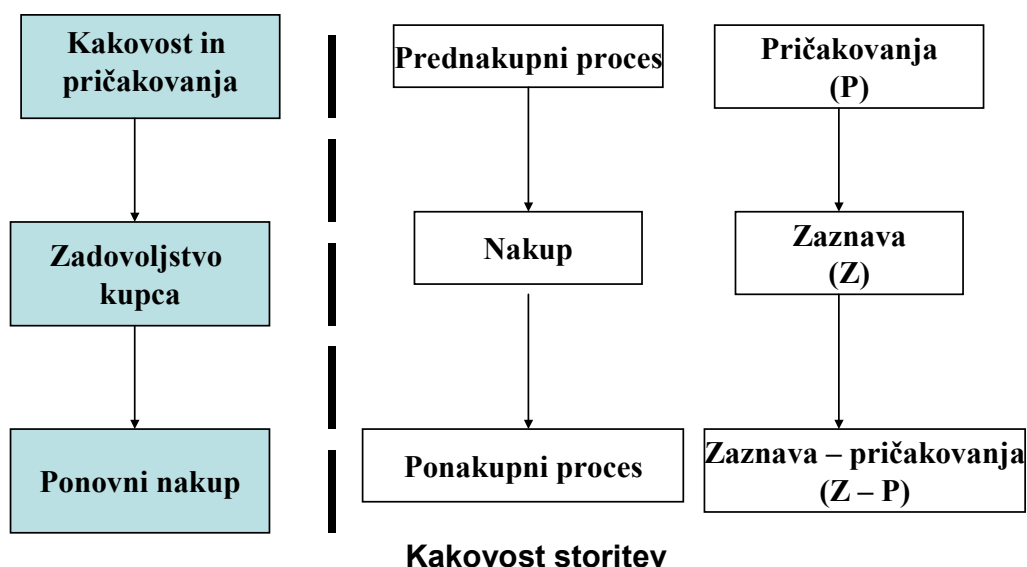 Kakovost in
pričakovanja
Zadovoljstvo
kupca
Ponovni nakup
Prednakupni proces
Nakup
Ponakupni proces
Pričakovanja
(P)
Zaznava
(Z)
Zaznava – pričakovanja
(Z – P)
Kakovost storitev